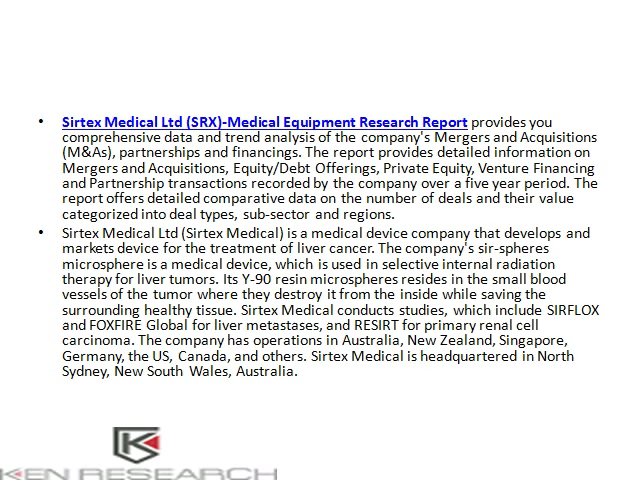 • Sirtex Medical Ltd (SRX)-Medical Equipment Research Report provides you
comprehensive data and trend analysis of the company's Mergers and Acquisitions
(M&As), partnerships and financings. The report provides detailed information on
Mergers and Acquisitions, Equity/Debt Offerings, Private Equity, Venture Financing
and Partnership transactions recorded by the company over a five year period. The
report offers detailed comparative data on the number of deals and their value
categorized into deal types, sub-sector and regions.
• Sirtex Medical Ltd (Sirtex Medical) is a medical device company that develops and
markets device for the treatment of liver cancer. The company's sir-spheres
microsphere is a medical device, which is used in selective internal radiation
therapy for liver tumors. Its Y-90 resin microspheres resides in the small blood
vessels of the tumor where they destroy it from the inside while saving the
surrounding healthy tissue. Sirtex Medical conducts studies, which include SIRFLOX
and FOXFIRE Global for liver metastases, and RESIRT for primary renal cell
carcinoma. The company has operations in Australia, New Zealand, Singapore,
Germany, the US, Canada, and others. Sirtex Medical is headquartered in North
Sydney, New South Wales, Australia.
KEN RESEARCH